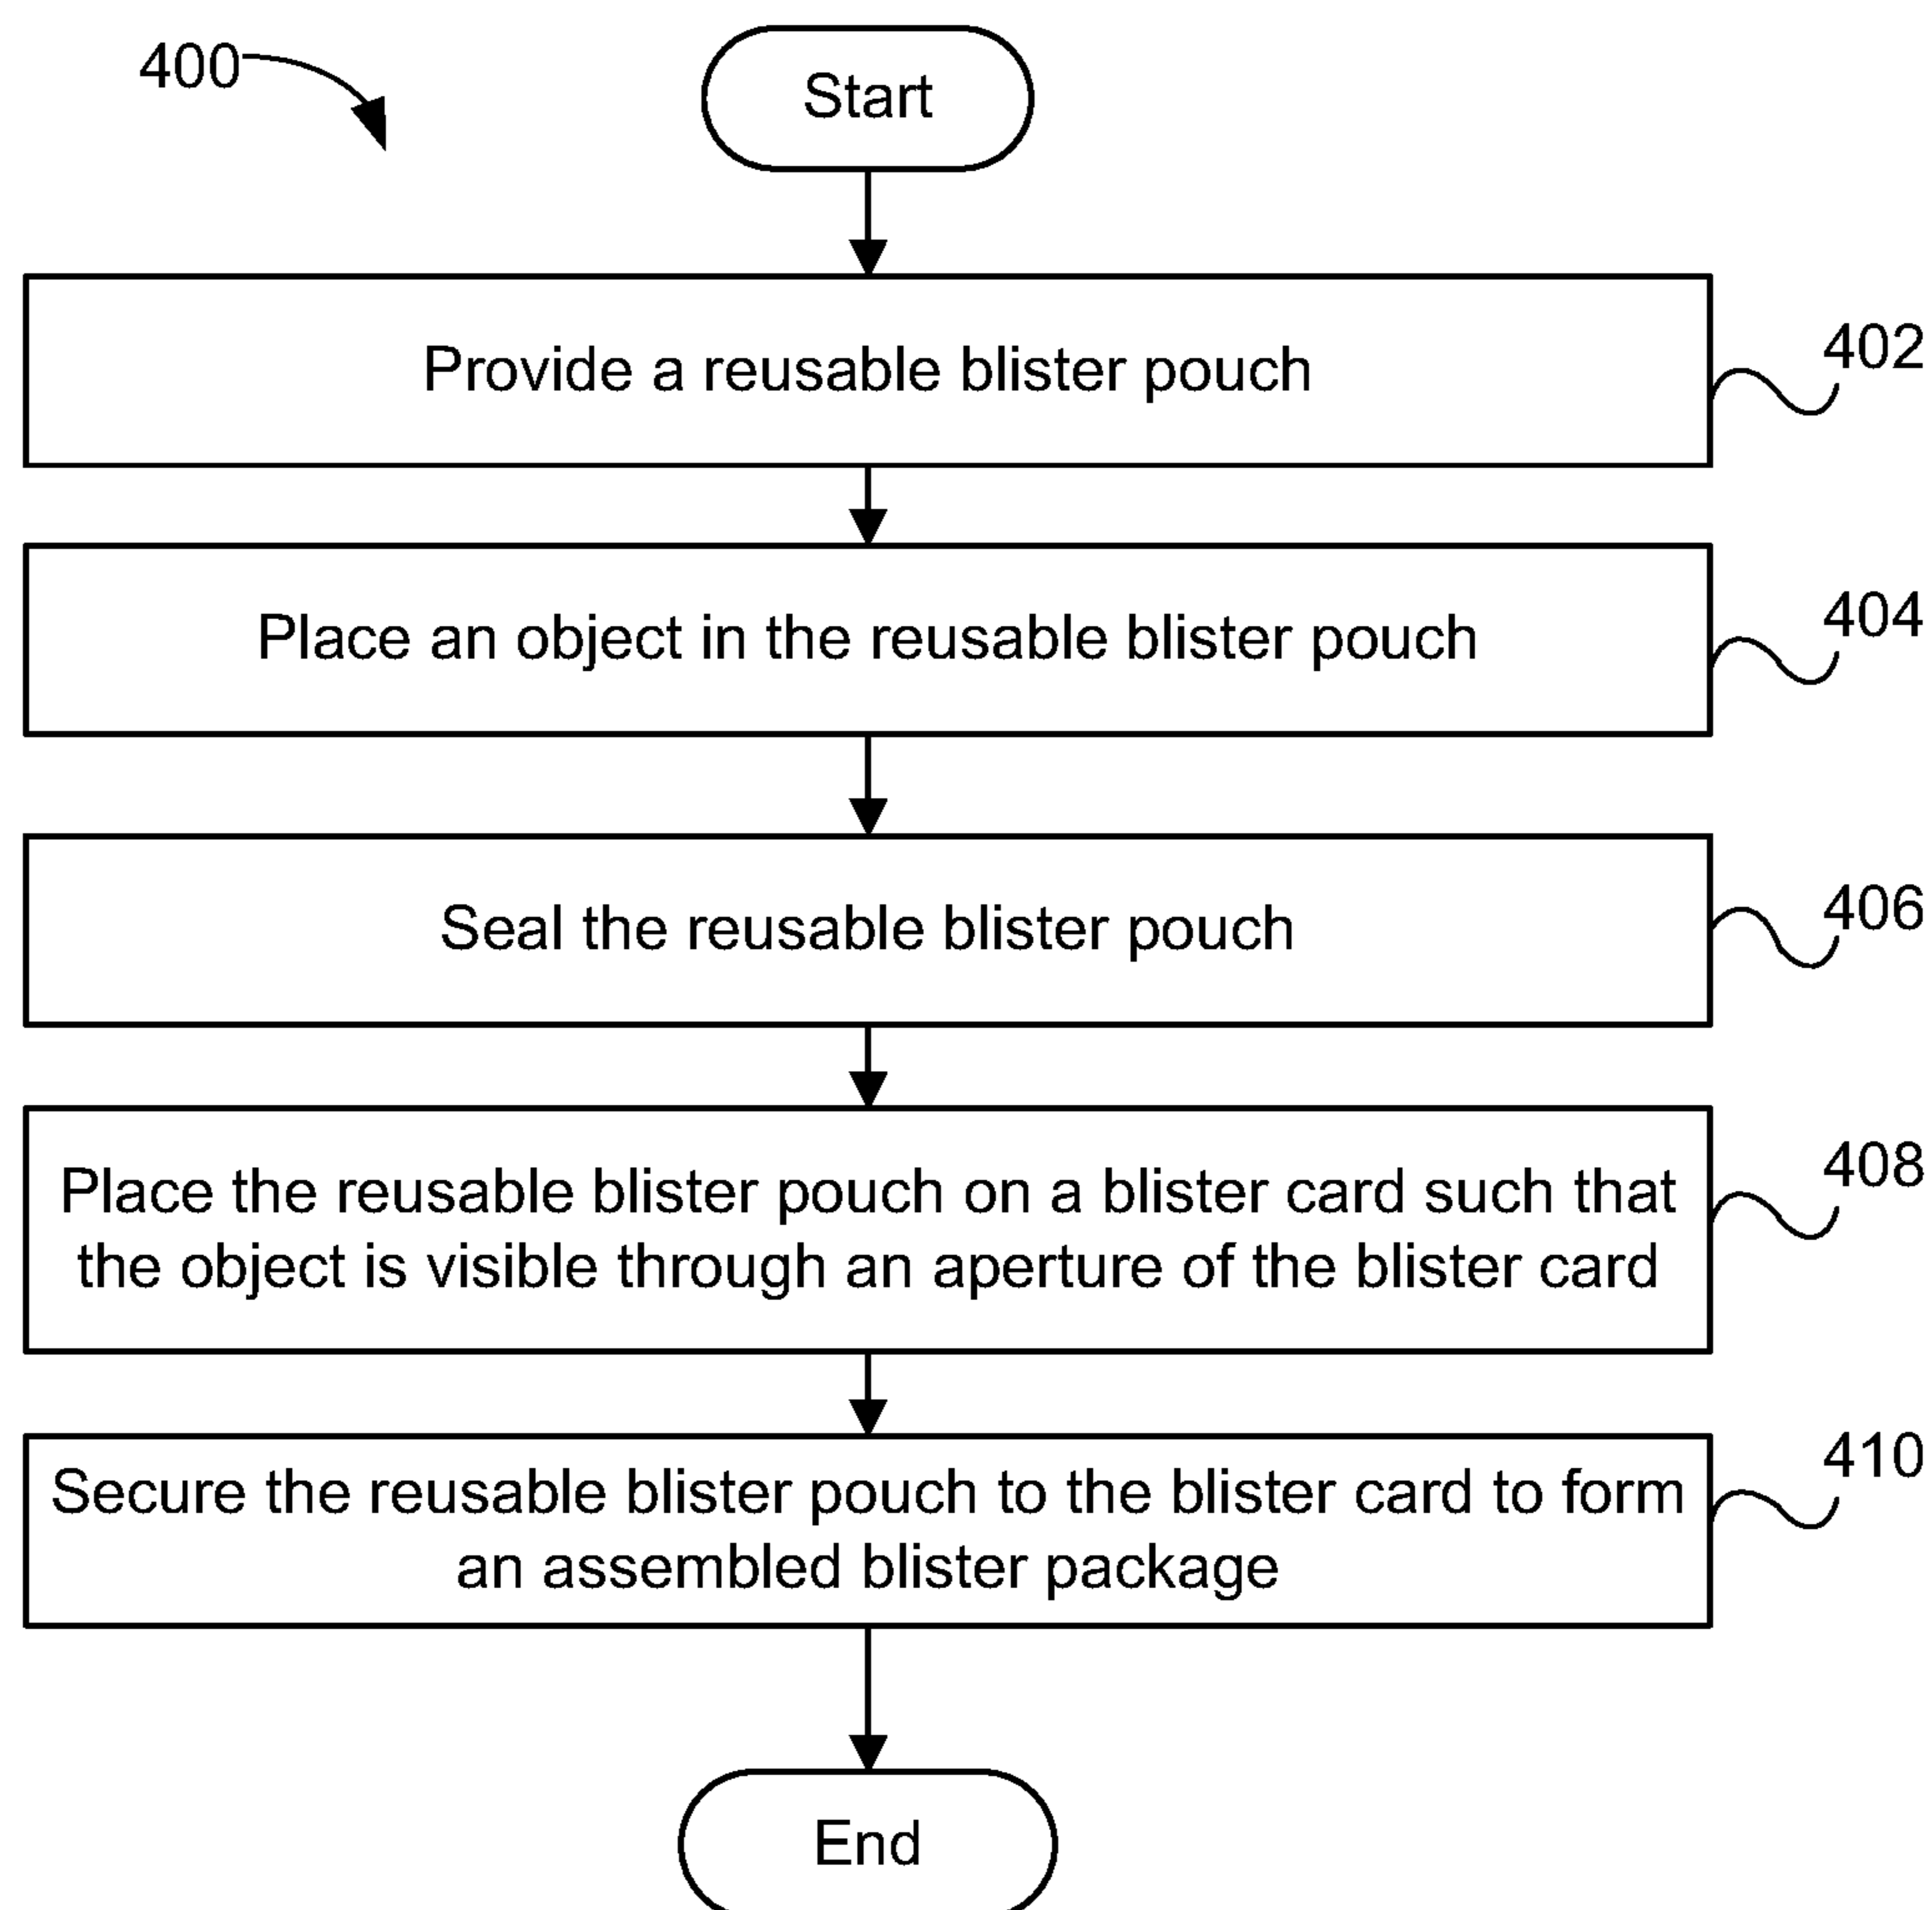 400
Start
Provide a reusable blister pouch
402
Place an object in the reusable blister pouch
404
Seal the reusable blister pouch
406
Place the reusable blister pouch on a blister card such that
the object is visible through an aperture of the blister card
408
Secure the reusable blister pouch to the blister card to form
an assembled blister package
410
End